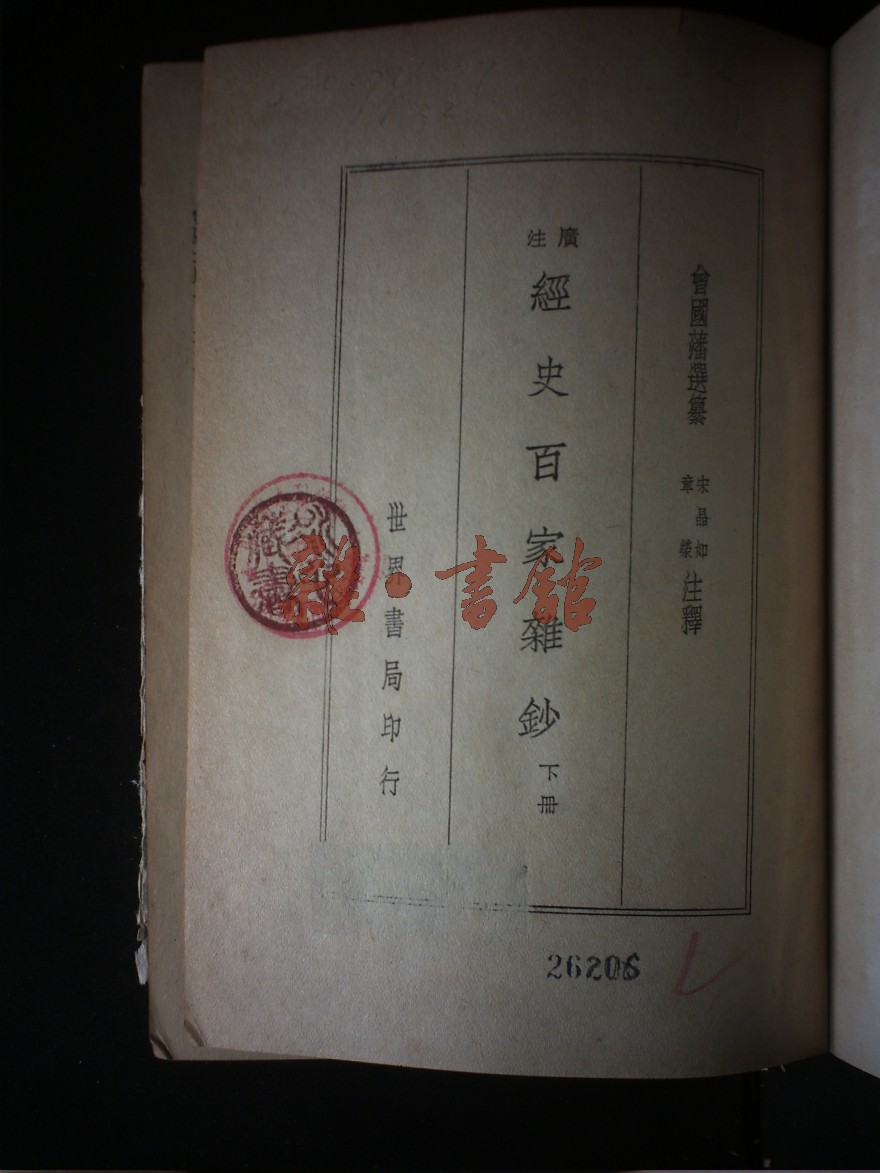 曾國藩選纂
宋晶如
章榮
注釋
廣注
經史百家雜鈔
下冊
世界書局印行
雜·書館
26206